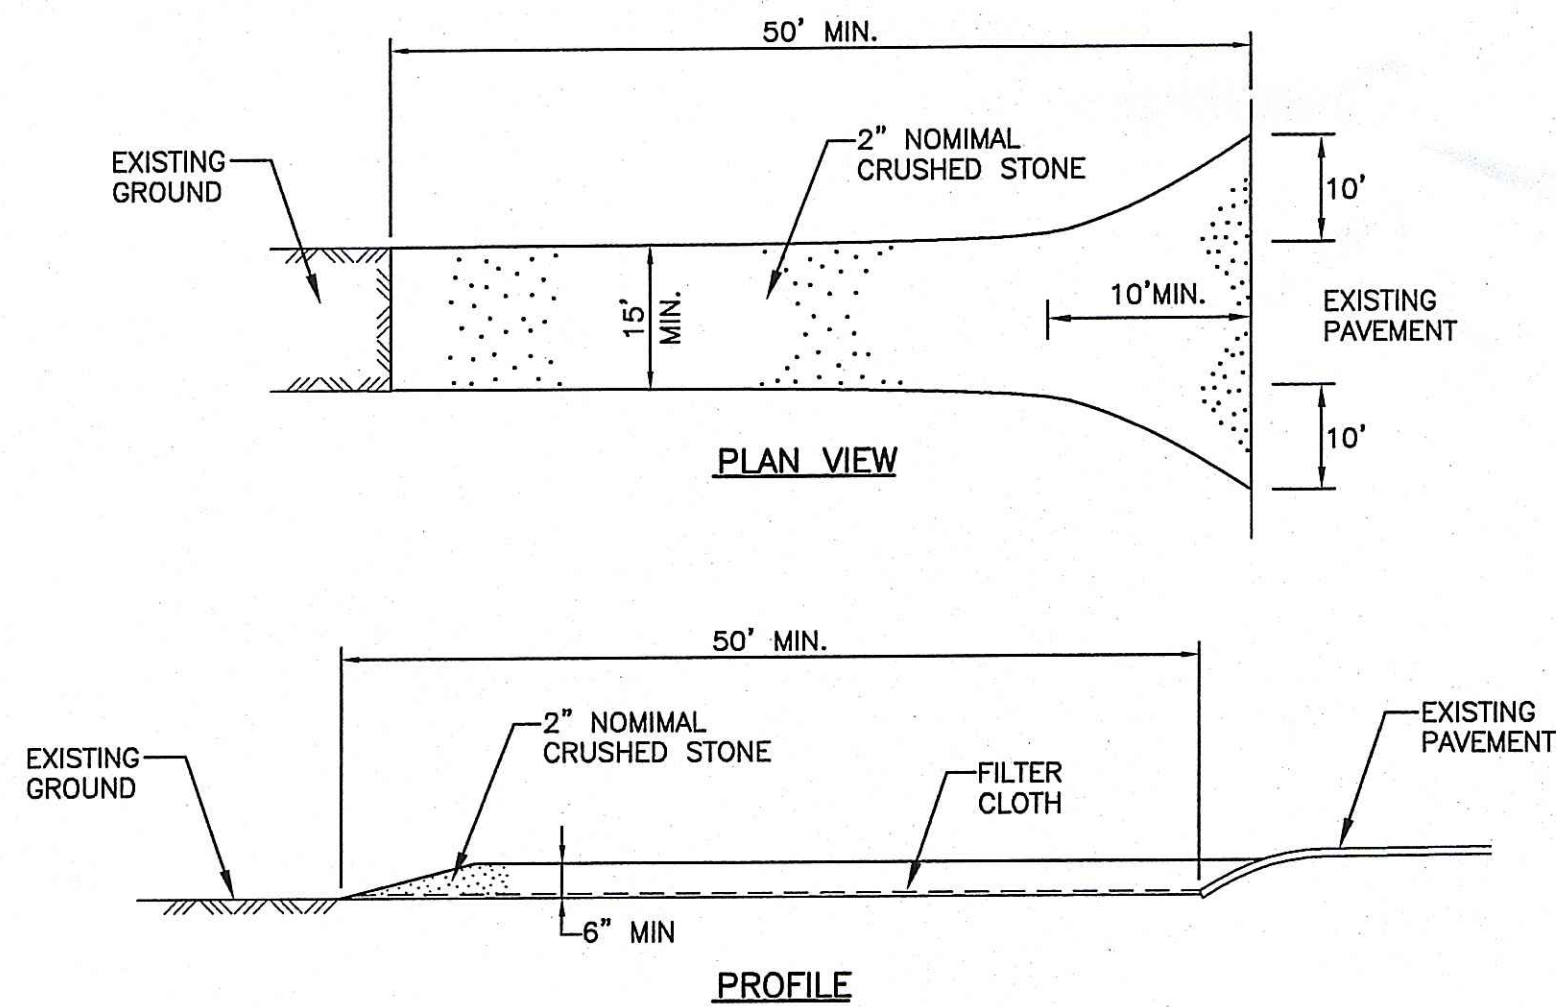 50' MIN.
EXISTING
GROUND
2" NOMIMAL
CRUSHED STONE
10'
15'
MIN.
10'MIN.
EXISTING
PAVEMENT
10'
PLAN VIEW
50' MIN.
EXISTING
GROUND
2" NOMIMAL
CRUSHED STONE
FILTER
CLOTH
EXISTING
PAVEMENT
6" MIN
PROFILE